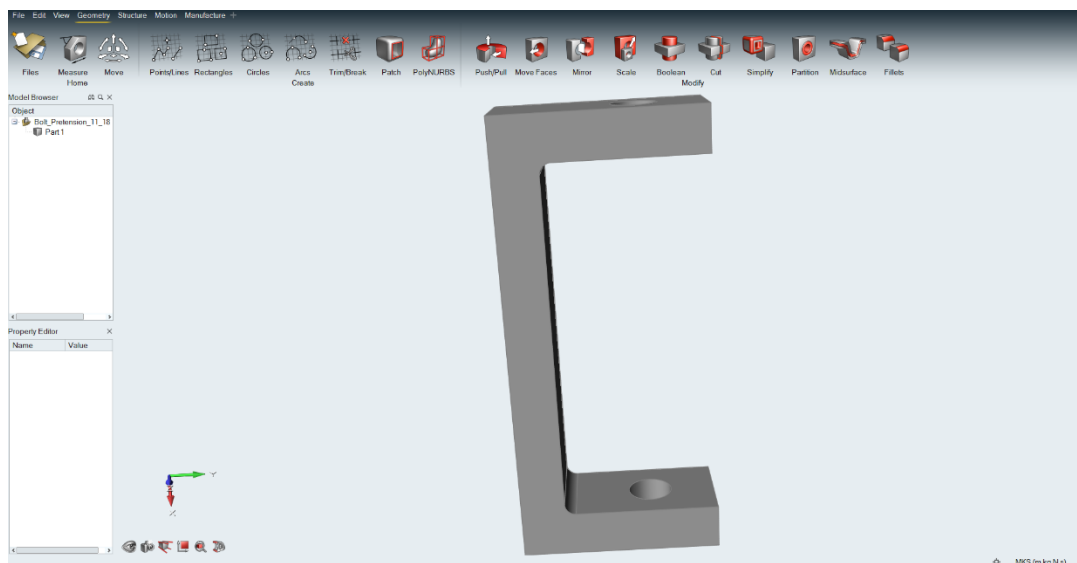 File Edit View Geometry Structure Motion Manufacture +
Files Measure Move Points/Lines Rectangles Circles Arcs Trim/Break Patch PolyNURBS Push/Pull Move Faces Mirror Scale Boolean Cut Simplify Partition Midsurface Fillets
Home Create Modify
Model Browser
Object
Bolt_Pretension_11_18
Part 1
Property Editor
Name Value
Y
X
MKS (m kg N s)